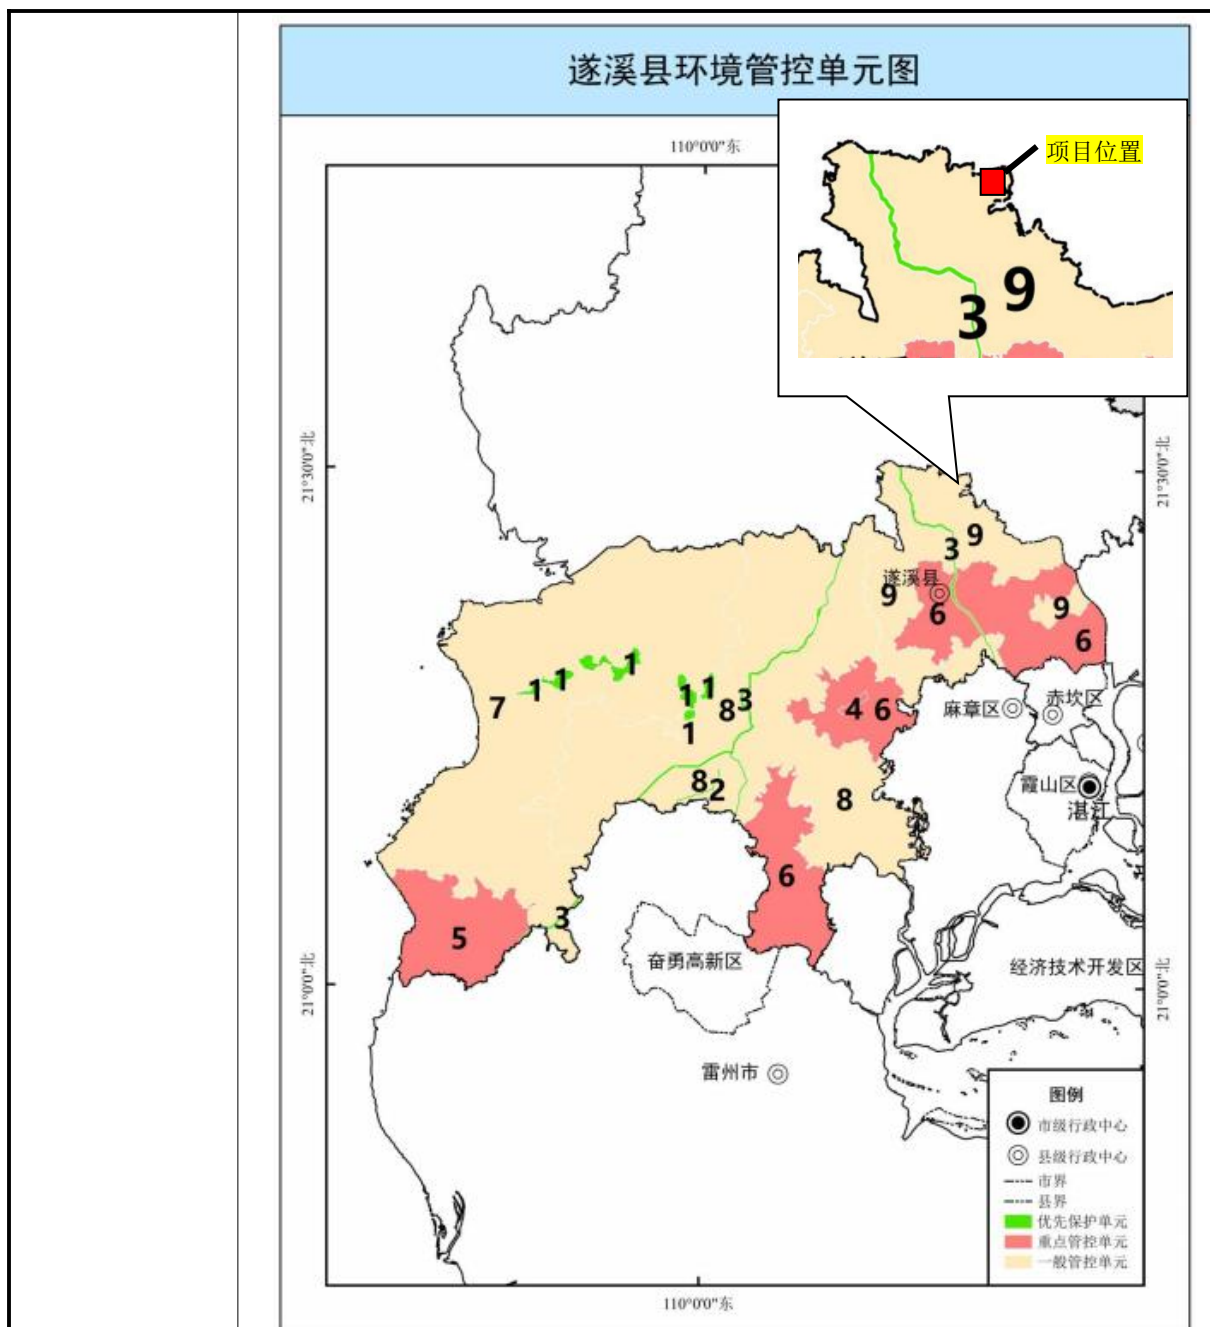 遂溪县环境管控单元图
110°0'0"东
项目位置
9
3
21°30'0"北
21°30'0"北
9
3
遂溪县
9
6
9
6
1
1
1
1
1
7
8
3
1
4
6
麻章区
赤坎区
8
2
8
霞山区
湛江
6
3
5
奋勇高新区
经济技术开发区
21°0'0"北
21°0'0"北
雷州市
图例
市级行政中心
县级行政中心
市界
县界
优先保护单元
重点管控单元
一般管控单元
110°0'0"东